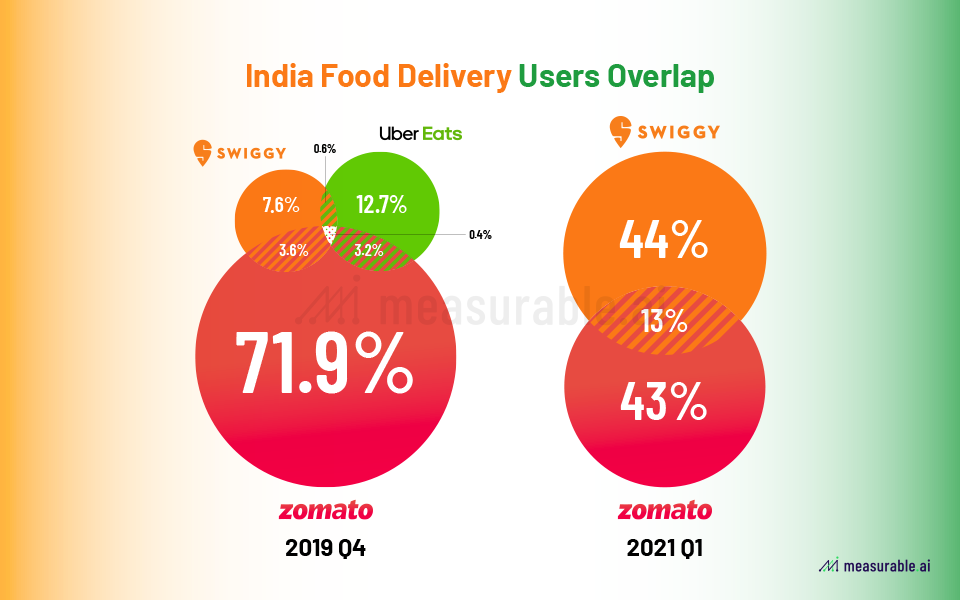 India Food Delivery Users Overlap
SWIGGY
Uber Eats
0.6%
7.6%
12.7%
0.4%
3.6%
3.2%
71.9%
zomato
2019 Q4
SWIGGY
44%
13%
43%
zomato
2021 Q1
measurable ai
measurable ai